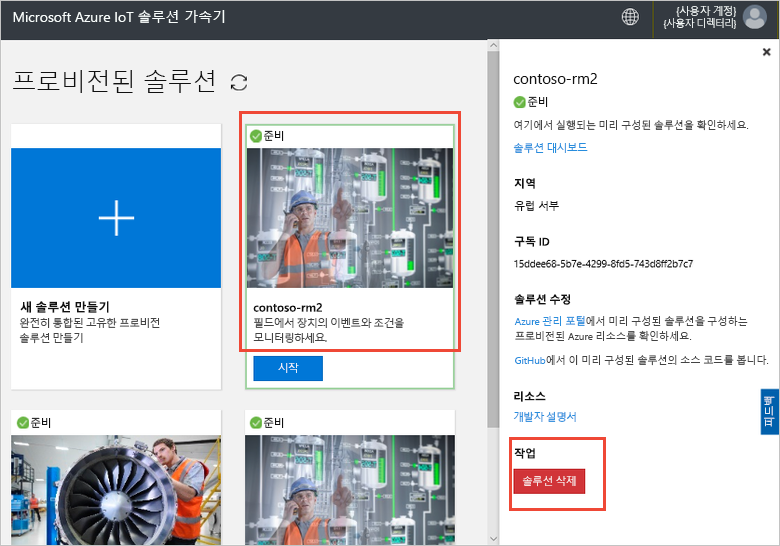 Microsoft Azure IoT 솔루션 가속기
{사용자 계정}
{사용자 디렉터리}
프로비전된 솔루션
새 솔루션 만들기
완전히 통합된 고유한 프로비전
솔루션 만들기
준비
contoso-rm2
필드에서 장치의 이벤트와 조건을
모니터링하세요.
시작
준비
준비
contoso-rm2
준비
여기에서 실행되는 미리 구성된 솔루션을 확인하세요.
솔루션 대시보드
지역
유럽 서부
구독 ID
15ddee68-5b7e-4299-8fd5-743d8ff2b7c7
솔루션 수정
Azure 관리 포털에서 미리 구성된 솔루션을 구성하는
프로비전된 Azure 리소스를 확인하세요.
GitHub에서 이 미리 구성된 솔루션의 소스 코드를 봅니다.
리소스
개발자 설명서
작업
솔루션 삭제
피드백